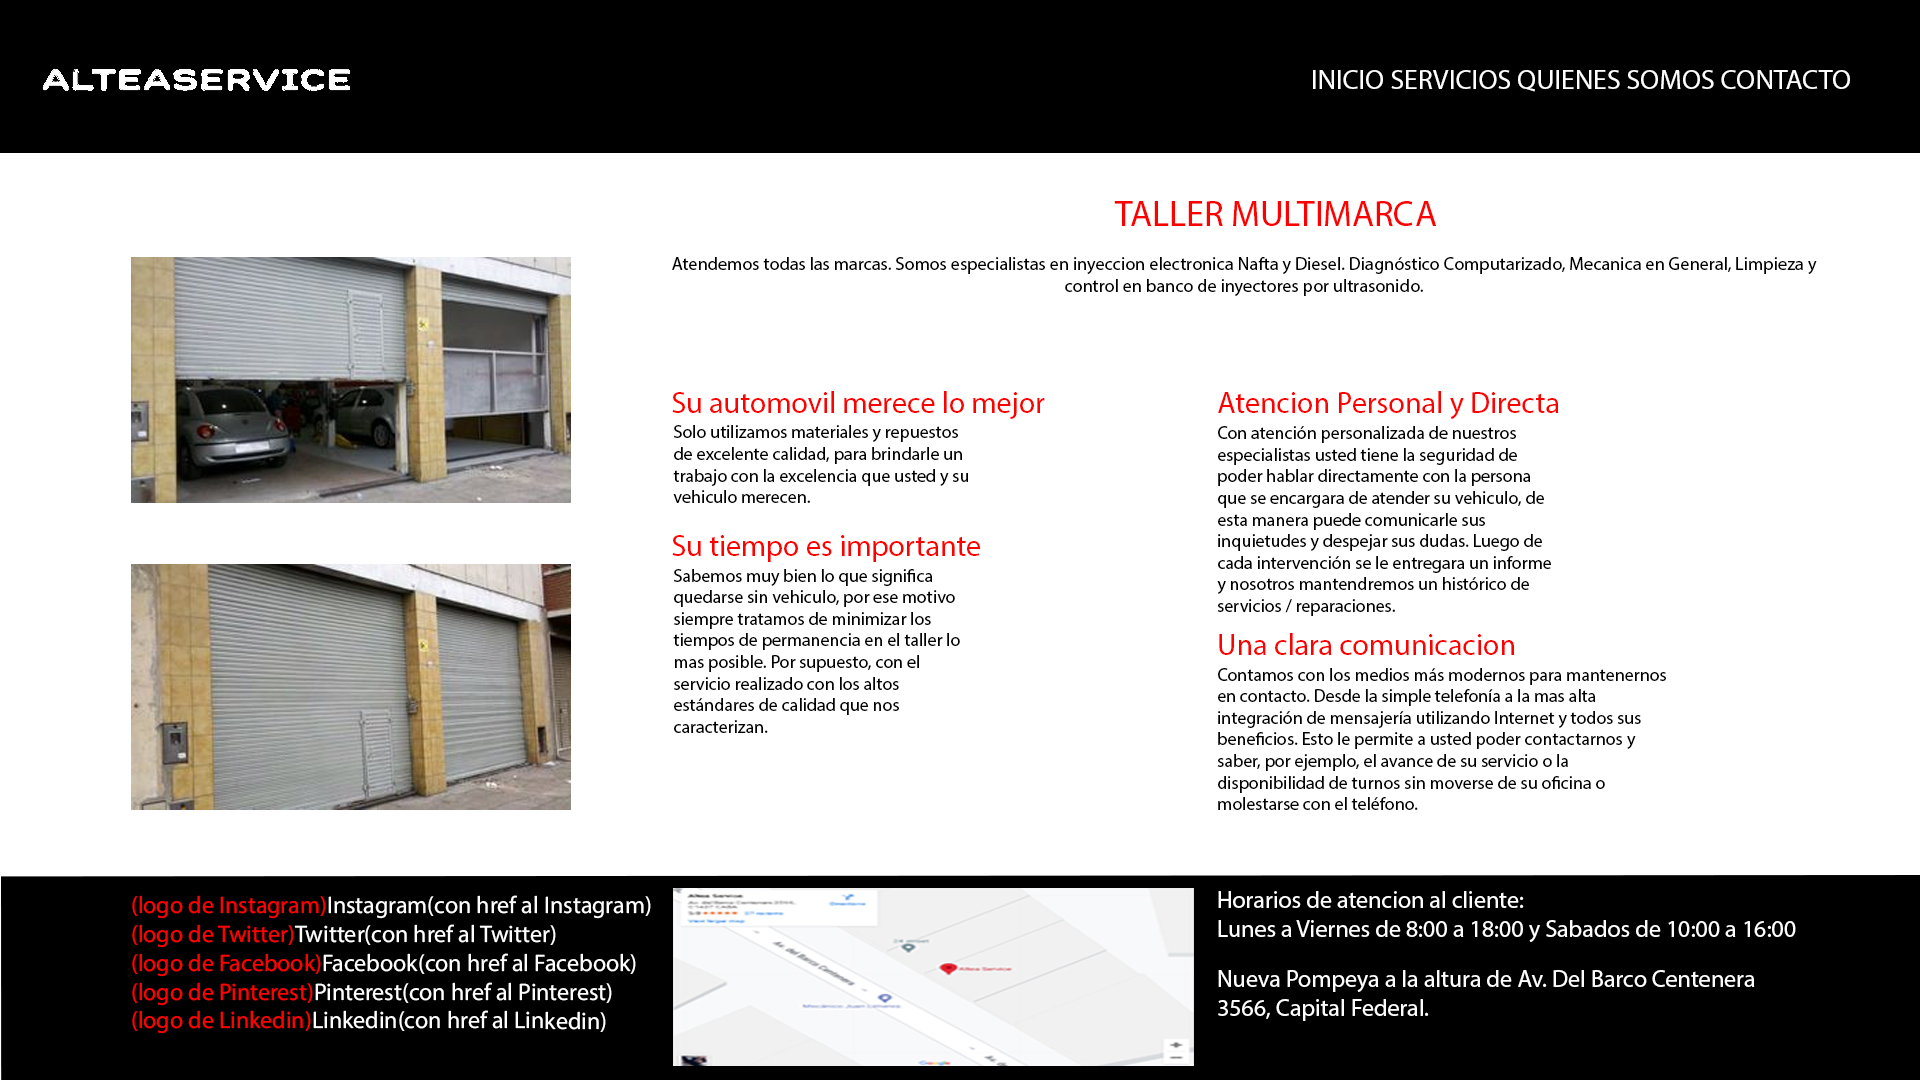 ALTEASERVICE
INICIO SERVICIOS QUIENES SOMOS CONTACTO
TALLER MULTIMARCA
Atendemos todas las marcas. Somos especialistas en inyeccion electronica Nafta y Diesel. Diagnóstico Computarizado, Mecanica en General, Limpieza y
control en banco de inyectores por ultrasonido.
Su automovil merece lo mejor
Solo utilizamos materiales y repuestos
de excelente calidad, para brindarle un
trabajo con la excelencia que usted y su
vehiculo merecen.
Su tiempo es importante
Sabemos muy bien lo que significa
quedarse sin vehiculo, por ese motivo
siempre tratamos de minimizar los
tiempos de permanencia en el taller lo
mas posible. Por supuesto, con el
servicio realizado con los altos
estándares de calidad que nos
caracterizan.
Atencion Personal y Directa
Con atención personalizada de nuestros
especialistas usted tiene la seguridad de
poder hablar directamente con la persona
que se encargara de atender su vehiculo, de
esta manera puede comunicarle sus
inquietudes y despejar sus dudas. Luego de
cada intervención se le entregara un informe
y nosotros mantendremos un histórico de
servicios / reparaciones.
Una clara comunicacion
Contamos con los medios más modernos para mantenernos
en contacto. Desde la simple telefonía a la mas alta
integración de mensajería utilizando Internet y todos sus
beneficios. Esto le permite a usted poder contactarnos y
saber, por ejemplo, el avance de su servicio o la
disponibilidad de turnos sin moverse de su oficina o
molestarse con el teléfono.
(logo de Instagram)Instagram(con href al Instagram)
(logo de Twitter)Twitter(con href al Twitter)
(logo de Facebook)Facebook(con href al Facebook)
(logo de Pinterest)Pinterest(con href al Pinterest)
(logo de Linkedin)Linkedin(con href al Linkedin)
Altea Service
Directions
View larger map
Av. del Barco Centenera
Altea Service
Google
Horarios de atencion al cliente:
Lunes a Viernes de 8:00 a 18:00 y Sabados de 10:00 a 16:00
Nueva Pompeya a la altura de Av. Del Barco Centenera
3566, Capital Federal.